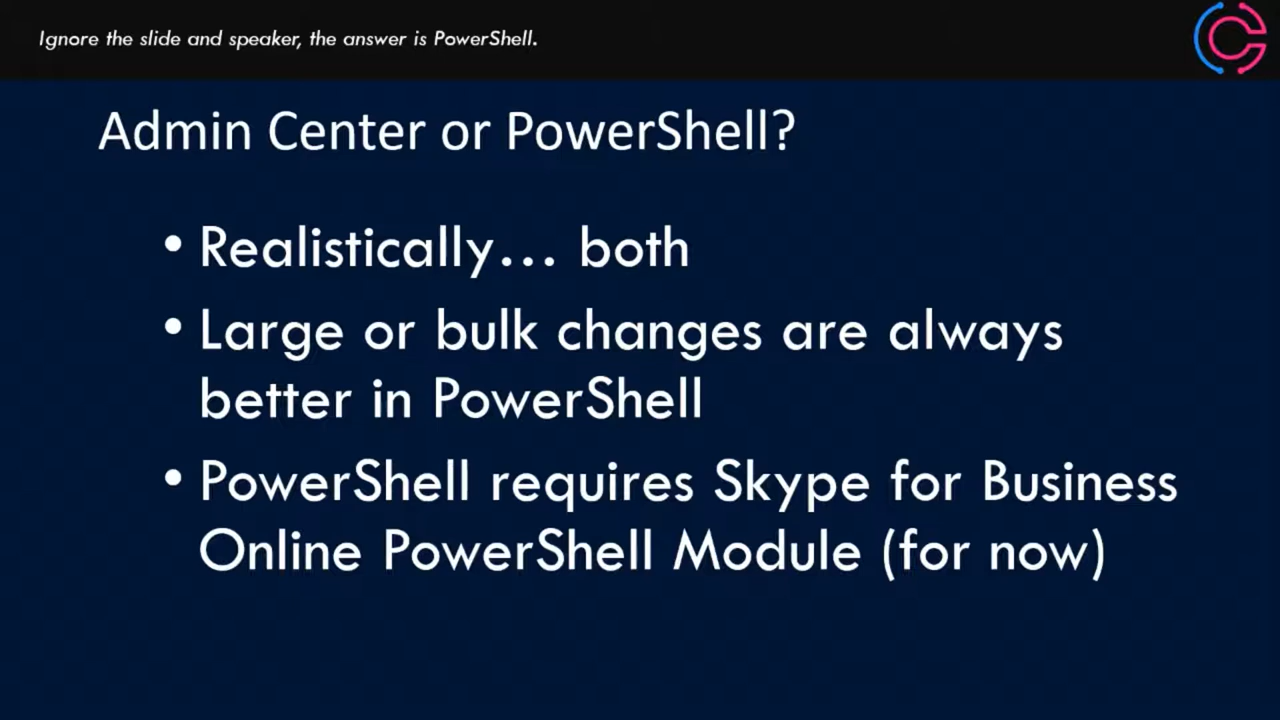 Ignore the slide and speaker, the answer is PowerShell.
Admin Center or PowerShell?
• Realistically... both
• Large or bulk changes are always
better in PowerShell
• PowerShell requires Skype for Business
Online PowerShell Module (for now)